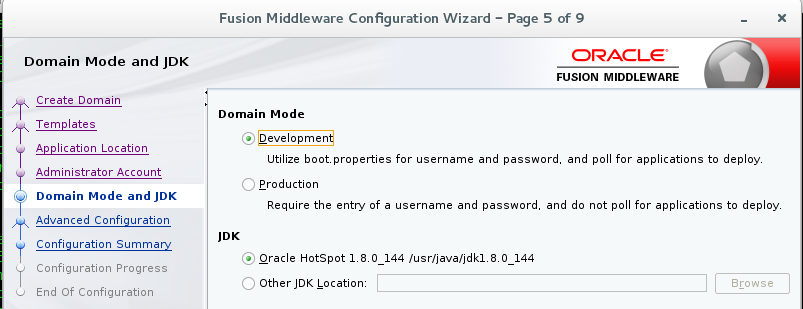 Fusion Middleware Configuration Wizard – Page 5 of 9
Domain Mode and JDK
ORACLE
FUSION MIDDLEWARE
Create Domain
Templates
Application Location
Administrator Account
Domain Mode and JDK
Advanced Configuration
Configuration Summary
Configuration Progress
End Of Configuration
Domain Mode
Development
Utilize boot.properties for username and password, and poll for applications to deploy.
Production
Require the entry of a username and password, and do not poll for applications to deploy.
JDK
Oracle HotSpot 1.8.0_144 /usr/java/jdk1.8.0_144
Other JDK Location:
Browse